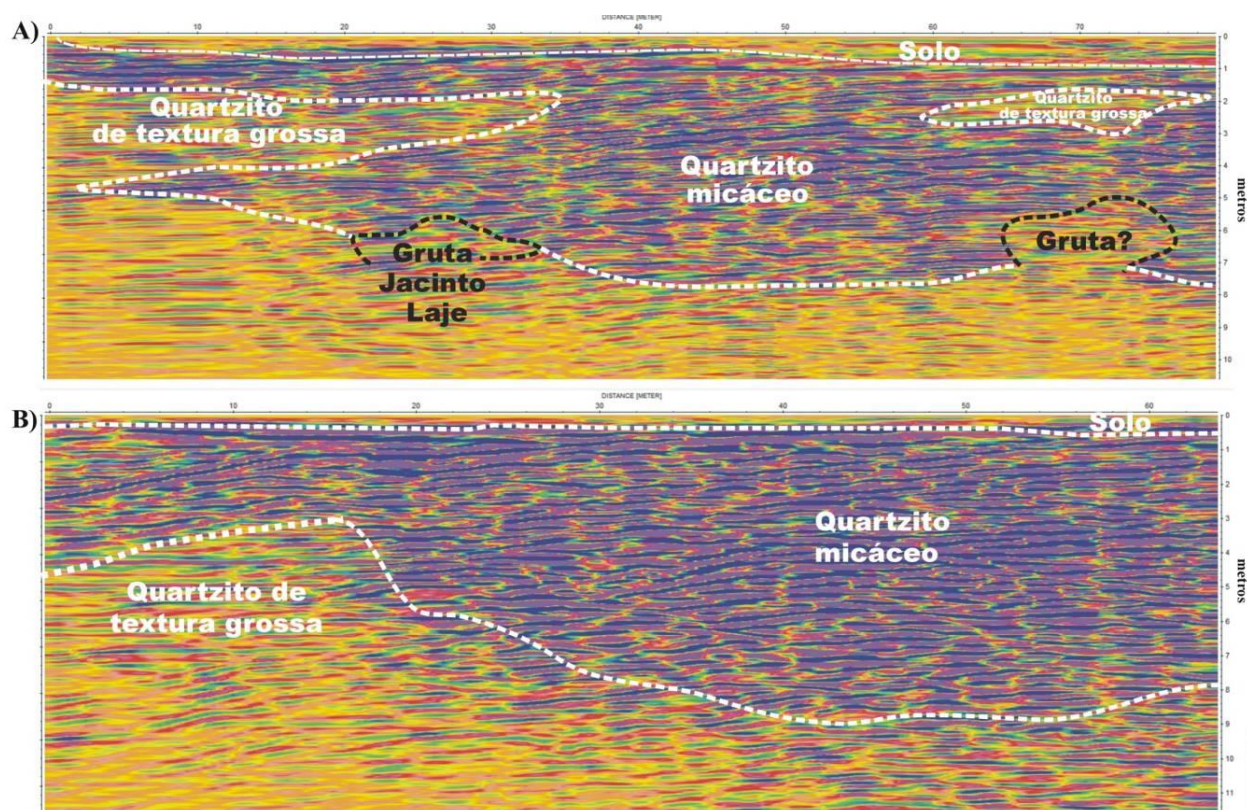 A)
DISTANCE [METER]
0 10 20 30 40 50 60 70
Solo
Quartzito
de textura grossa
Quartzito
de textura grossa
Quartzito
micáceo
Gruta
Jacinto
Laje
Gruta?
0
1
2
3
4
5
6
7
8
9
10
metros
B)
DISTANCE [METER]
0 10 20 30 40 50 60
Solo
Quartzito
micáceo
Quartzito de
textura grossa
0
1
2
3
4
5
6
7
8
9
10
11
metros